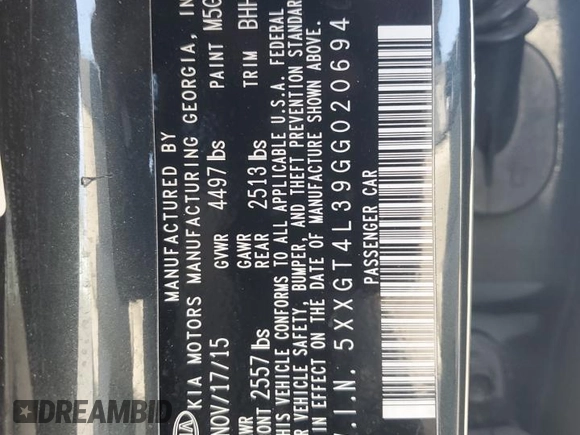 MANUFACTURED BY
KIA MOTORS MANUFACTURING GEORGIA, IN
NOV/17/15 GVWR 4497 lbs PAINT M5G
GAWR
ONT 2557 lbs REAR 2513 lbs TRIM BHH
THIS VEHICLE CONFORMS TO ALL APPLICABLE U.S.A. FEDERAL
VEHICLE SAFETY, BUMPER, AND THEFT PREVENTION STANDAR
IN EFFECT ON THE DATE OF MANUFACTURE SHOWN ABOVE.
.I.N. 5XXGT4L39GG020694
PASSENGER CAR
DREAMBID